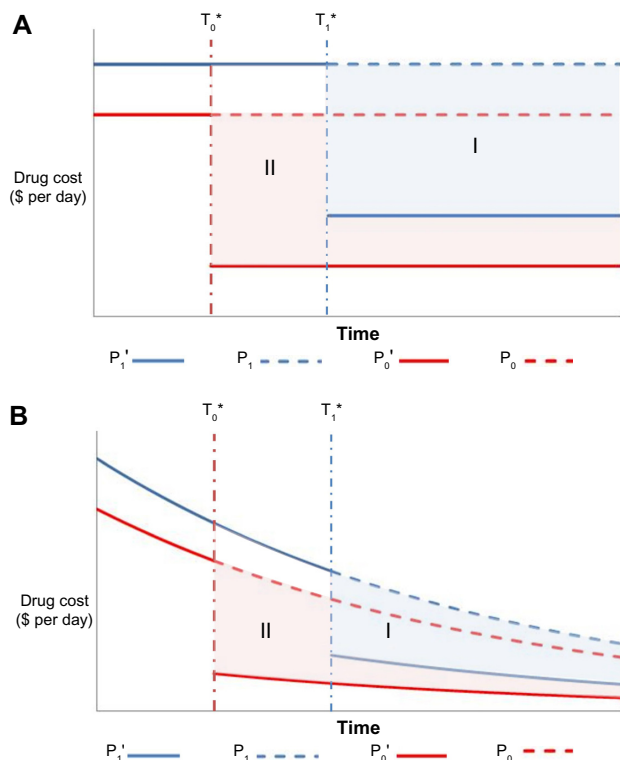 A
T₀* T₁*
II
I
Drug cost
($ per day)
Time
P₁' P₁ P₀' P₀
B
T₀* T₁*
Drug cost
($ per day)
II
I
Time
P₁' P₁ P₀' P₀